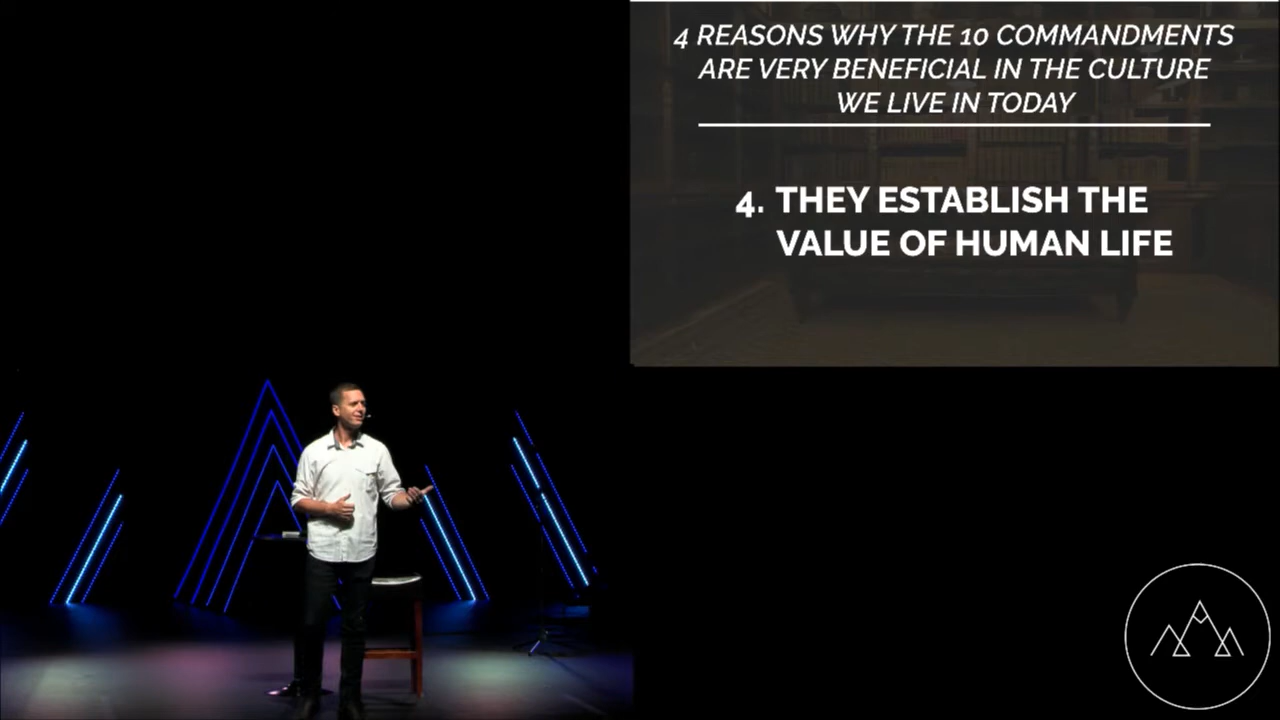 4 REASONS WHY THE 10 COMMANDMENTS
ARE VERY BENEFICIAL IN THE CULTURE
WE LIVE IN TODAY
4. THEY ESTABLISH THE
VALUE OF HUMAN LIFE